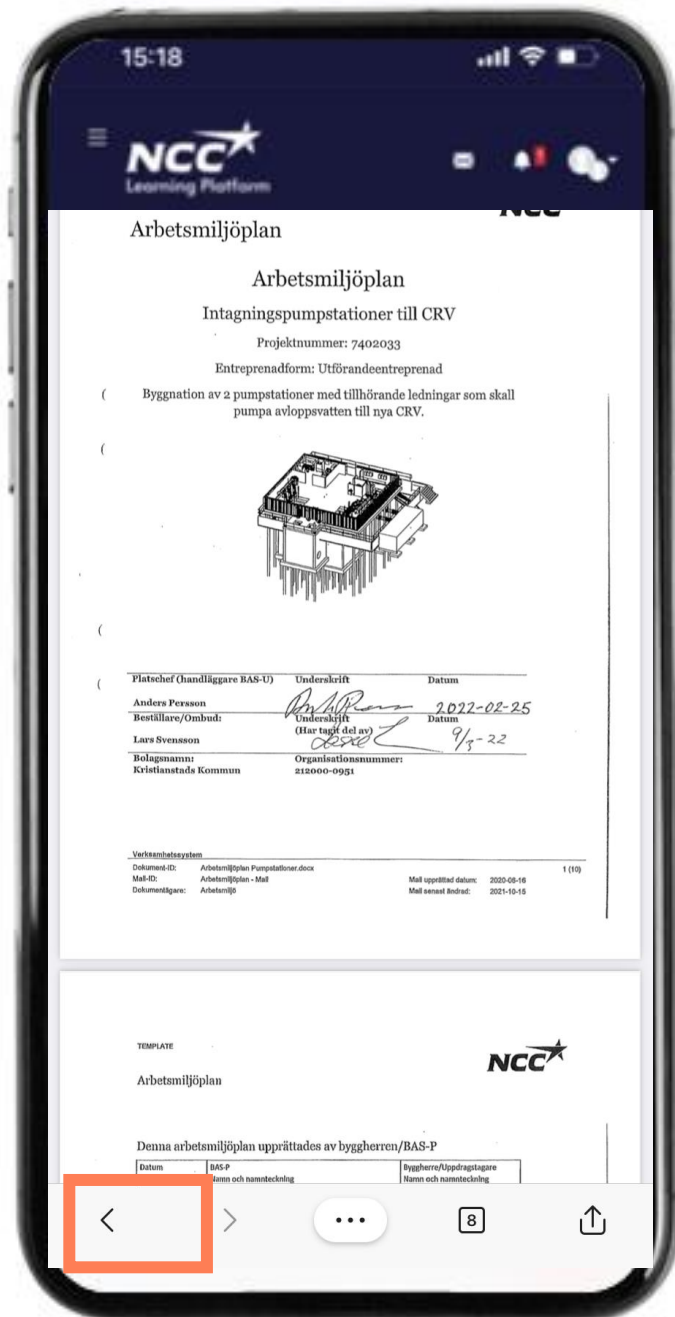 15:18
NCC
Learning Platform
NCC
Arbetsmiljöplan
Arbetsmiljöplan
Intagningspumpstationer till CRV
Projektnummer: 7402033
Entreprenadform: Utförandeentreprenad
Byggnation av 2 pumpstationer med tillhörande ledningar som skall
pumpa avloppsvatten till nya CRV.
Platschef (handläggare BAS-U) Underskrift Datum
Anders Persson 2022-02-25
Beställare/Ombud: Underskrift Datum
(Har tagit del av)
Lars Svensson 9/3-22
Bolagsnamn: Organisationsnummer:
Kristianstads Kommun 212000-0951
Verksamhetssystem
Dokument-ID: Arbetsmiljöplan Pumpstationer.docx 1 (10)
Mall-ID: Arbetsmiljöplan - Mall Mall upprättad datum: 2020-06-16
Dokumentägare: Arbetsmiljö Mall senast ändrad: 2021-10-15
TEMPLATE
NCC
Arbetsmiljöplan
Denna arbetsmiljöplan upprättades av byggherren/BAS-P
Datum BAS-P Byggherre/Uppdragstagare
Namn och namnteckning Namn och namnteckning
8